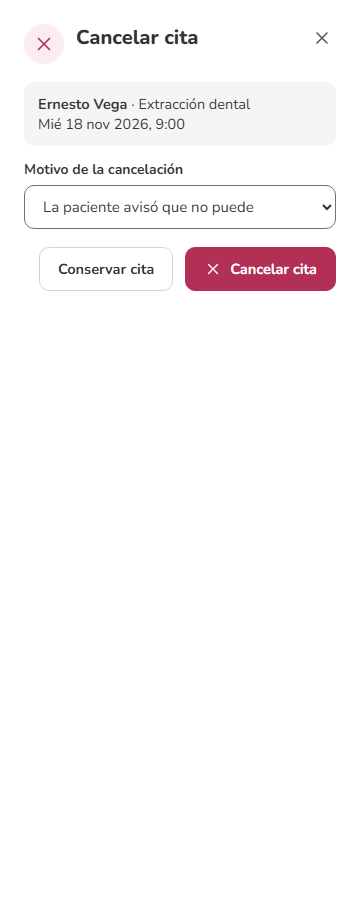 Cancelar cita
Ernesto Vega · Extracción dental
Mié 18 nov 2026, 9:00
Motivo de la cancelación
La paciente avisó que no puede
Conservar cita
Cancelar cita